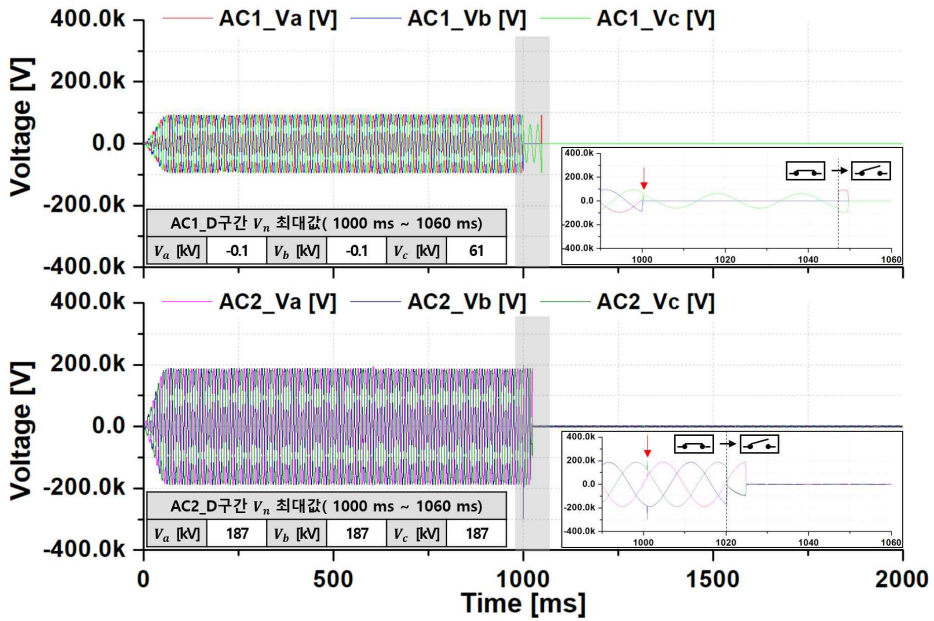 AC1_Va [V] AC1_Vb [V] AC1_Vc [V]
Voltage [V]
400.0k
200.0k
0.0
-200.0k
-400.0k
AC1_D구간 Vn 최대값( 1000 ms ~ 1060 ms)
Va [kV] -0.1 Vb [kV] -0.1 Vc [kV] 61
400.0k
200.0k
0.0
-200.0k
-400.0k
1000 1020 1040 1060
AC2_Va [V] AC2_Vb [V] AC2_Vc [V]
Voltage [V]
400.0k
200.0k
0.0
-200.0k
-400.0k
AC2_D구간 Vn 최대값( 1000 ms ~ 1060 ms)
Va [kV] 187 Vb [kV] 187 Vc [kV] 187
400.0k
200.0k
0.0
-200.0k
-400.0k
1000 1020 1040 1060
0 500 1000 1500 2000
Time [ms]